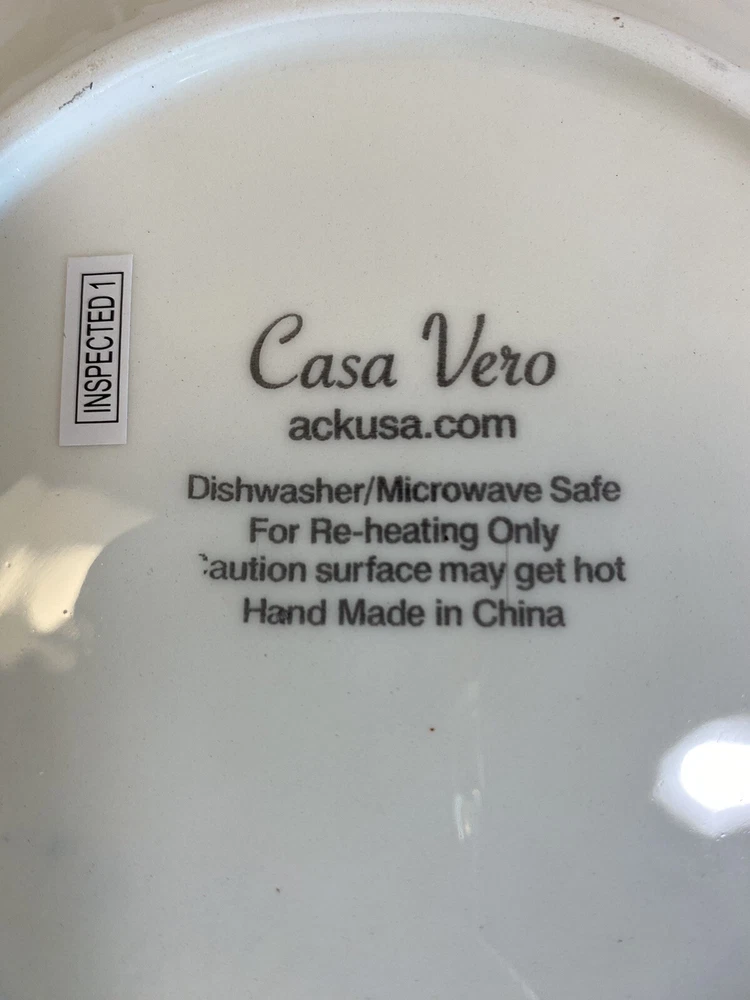 INSPECTED 1
Casa Vero
ackusa.com
Dishwasher/Microwave Safe
For Re-heating Only
Caution surface may get hot
Hand Made in China